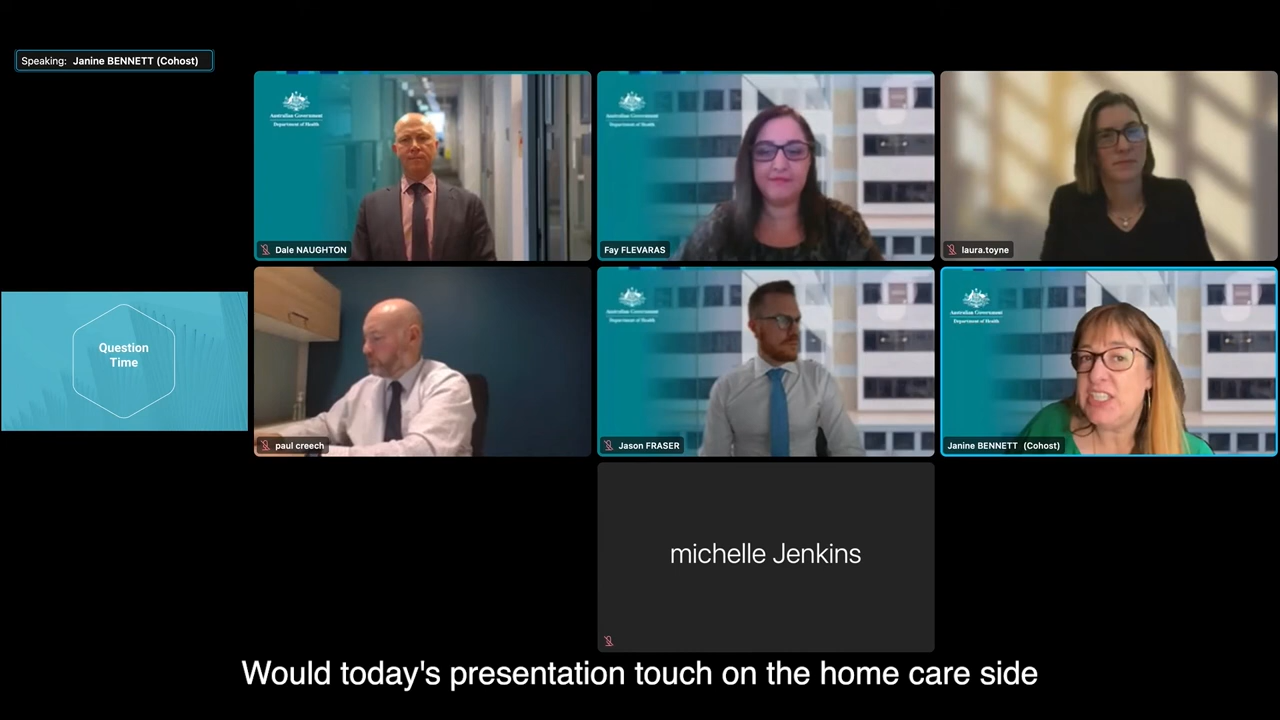 Speaking: Janine BENNETT (Cohost)
Australian Government
Department of Health
Dale NAUGHTON
Australian Government
Department of Health
Fay FLEVARAS
laura.toyne
Question
Time
paul creech
Australian Government
Department of Health
Jason FRASER
Australian Government
Department of Health
Janine BENNETT (Cohost)
michelle Jenkins
Would today's presentation touch on the home care side